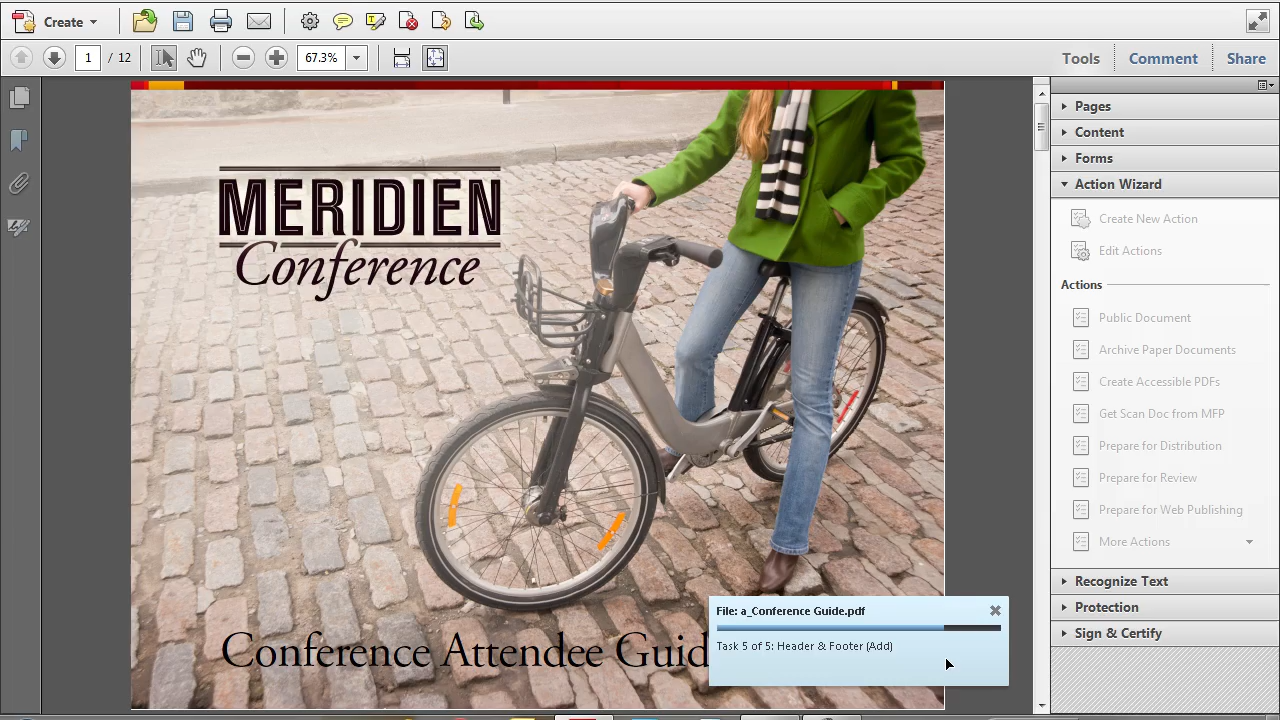 Create
1 / 12
67.3%
Tools
Comment
Share
MERIDIEN
Conference
Conference Attendee Guid
Pages
Content
Forms
Action Wizard
Create New Action
Edit Actions
Actions
Public Document
Archive Paper Documents
Create Accessible PDFs
Get Scan Doc from MFP
Prepare for Distribution
Prepare for Review
Prepare for Web Publishing
More Actions
Recognize Text
Protection
Sign & Certify
File: a_Conference Guide.pdf
Task 5 of 5: Header & Footer (Add)